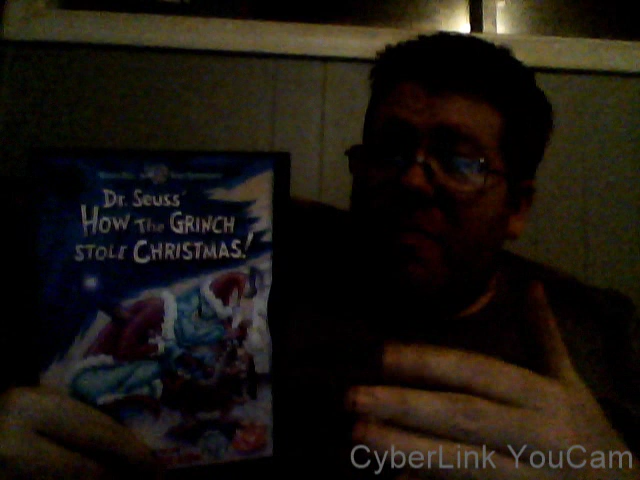 Dr. Seuss'
HOW The GRINCH
STOLE CHRISTMAS!
CyberLink YouCam